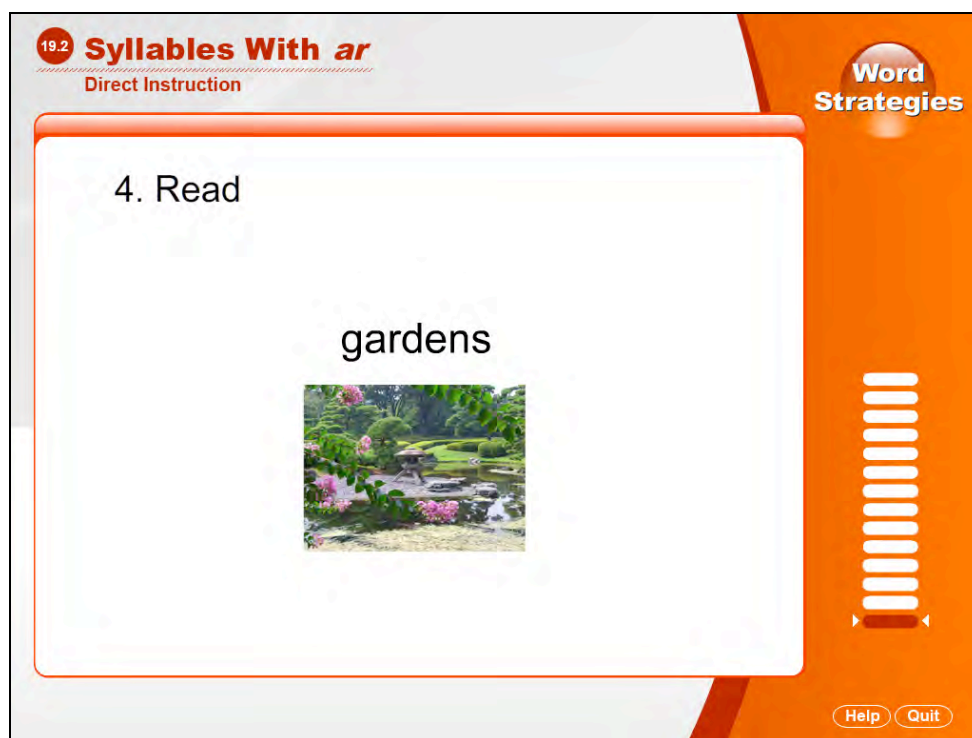 19.2 Syllables With ar
Direct Instruction
Word
Strategies
4. Read
gardens
Help Quit